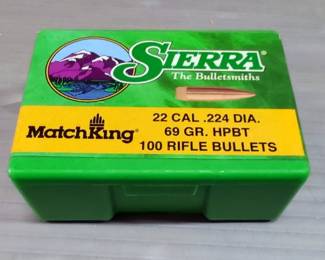 SIERRA®
The Bulletsmiths
MatchKing®
22 CAL .224 DIA.
69 GR. HPBT
100 RIFLE BULLETS